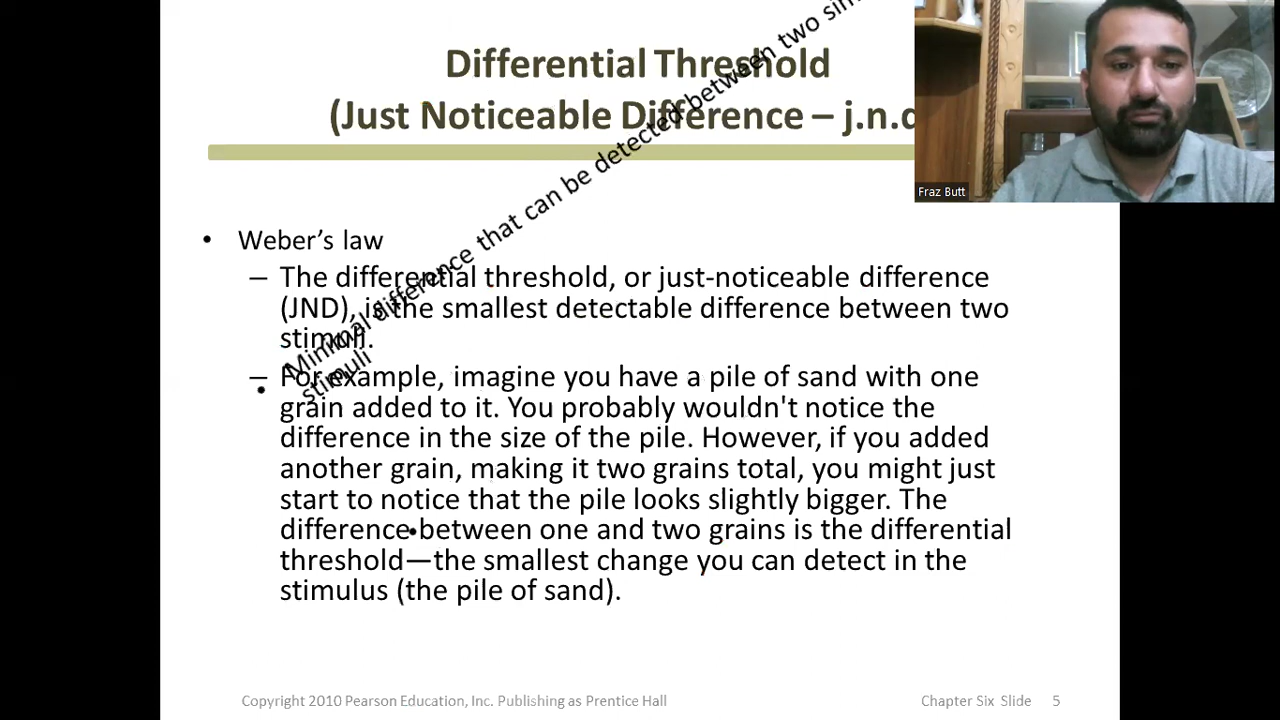 Differential Threshold
(Just Noticeable Difference – j.n.d
Minimal difference that can be detected between two sim
stimuli
Fraz Butt
• Weber’s law
– The differential threshold, or just-noticeable difference
(JND), is the smallest detectable difference between two
stimuli.
– For example, imagine you have a pile of sand with one
grain added to it. You probably wouldn't notice the
difference in the size of the pile. However, if you added
another grain, making it two grains total, you might just
start to notice that the pile looks slightly bigger. The
difference between one and two grains is the differential
threshold—the smallest change you can detect in the
stimulus (the pile of sand).
Copyright 2010 Pearson Education, Inc. Publishing as Prentice Hall
Chapter Six Slide 5